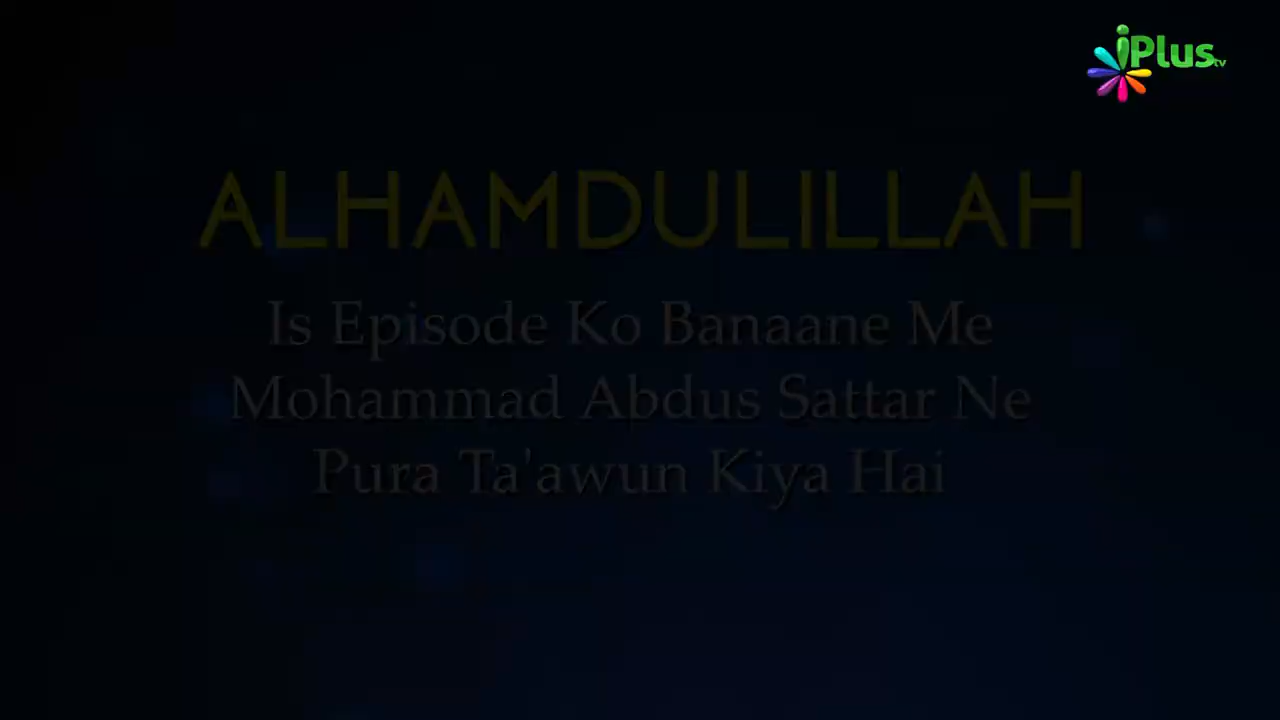 iPlus tv
ALHAMDULILLAH
Is Episode Ko Banaane Me
Mohammad Abdus Sattar Ne
Pura Ta'awun Kiya Hai